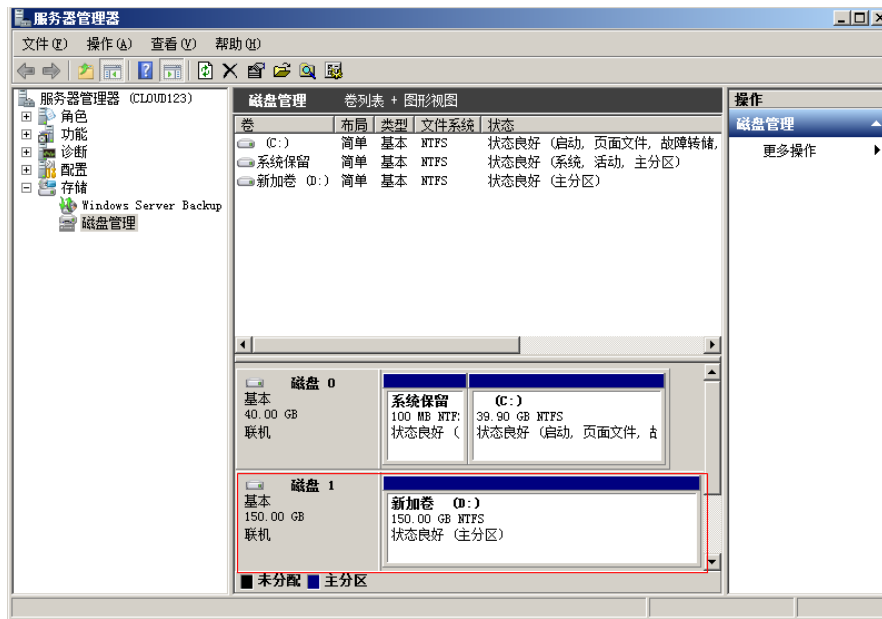 服务器管理器
文件(F) 操作(A) 查看(V) 帮助(H)
服务器管理器 (CLOUD123)
角色
功能
诊断
配置
存储
Windows Server Backup
磁盘管理
磁盘管理 卷列表 + 图形视图
卷 布局 类型 文件系统 状态
(C:) 简单 基本 NTFS 状态良好 (启动, 页面文件, 故障转储,
系统保留 简单 基本 NTFS 状态良好 (系统, 活动, 主分区)
新加卷 (D:) 简单 基本 NTFS 状态良好 (主分区)
磁盘 0
基本
40.00 GB
联机
系统保留
100 MB NTF
状态良好 (
(C:)
39.90 GB NTFS
状态良好 (启动, 页面文件, 故
磁盘 1
基本
150.00 GB
联机
新加卷 (D:)
150.00 GB NTFS
状态良好 (主分区)
未分配 主分区
操作
磁盘管理
更多操作